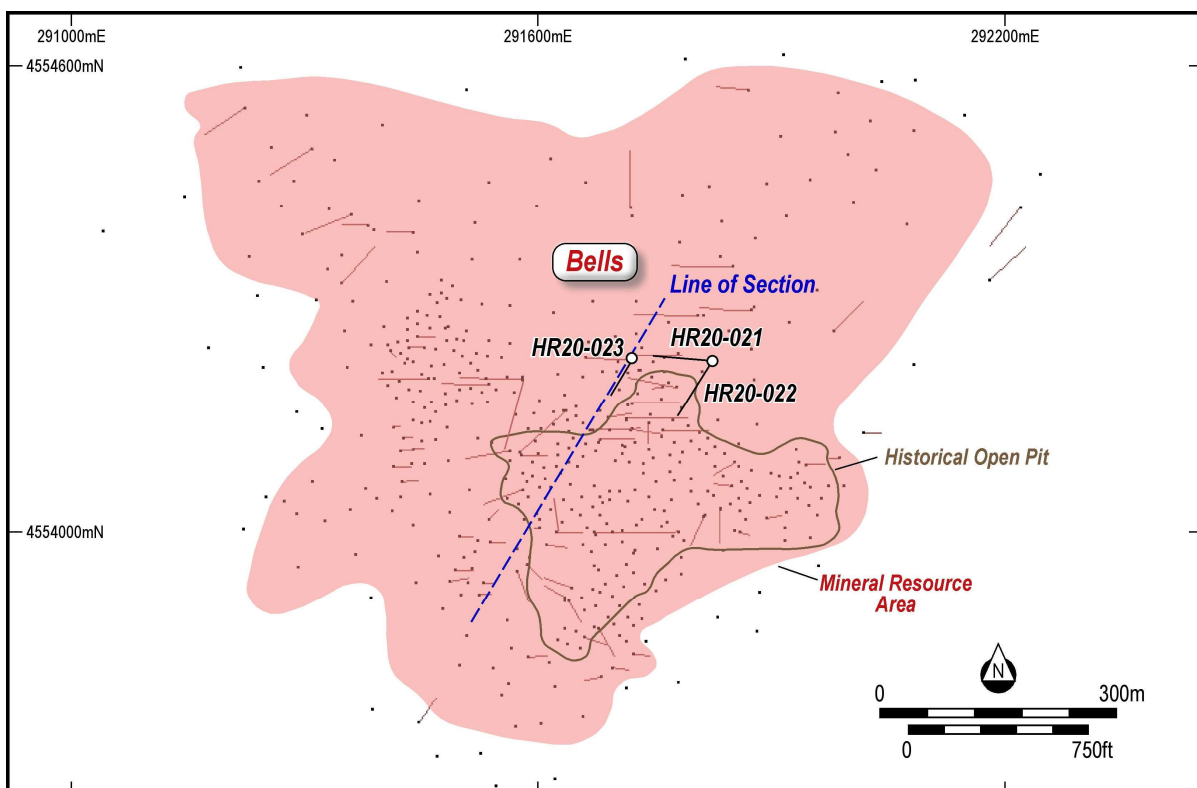 291000mE
291600mE
292200mE
4554600mN
Bells
Line of Section
HR20-023
HR20-021
HR20-022
Historical Open Pit
4554000mN
Mineral Resource
Area
N
0
300m
0
750ft